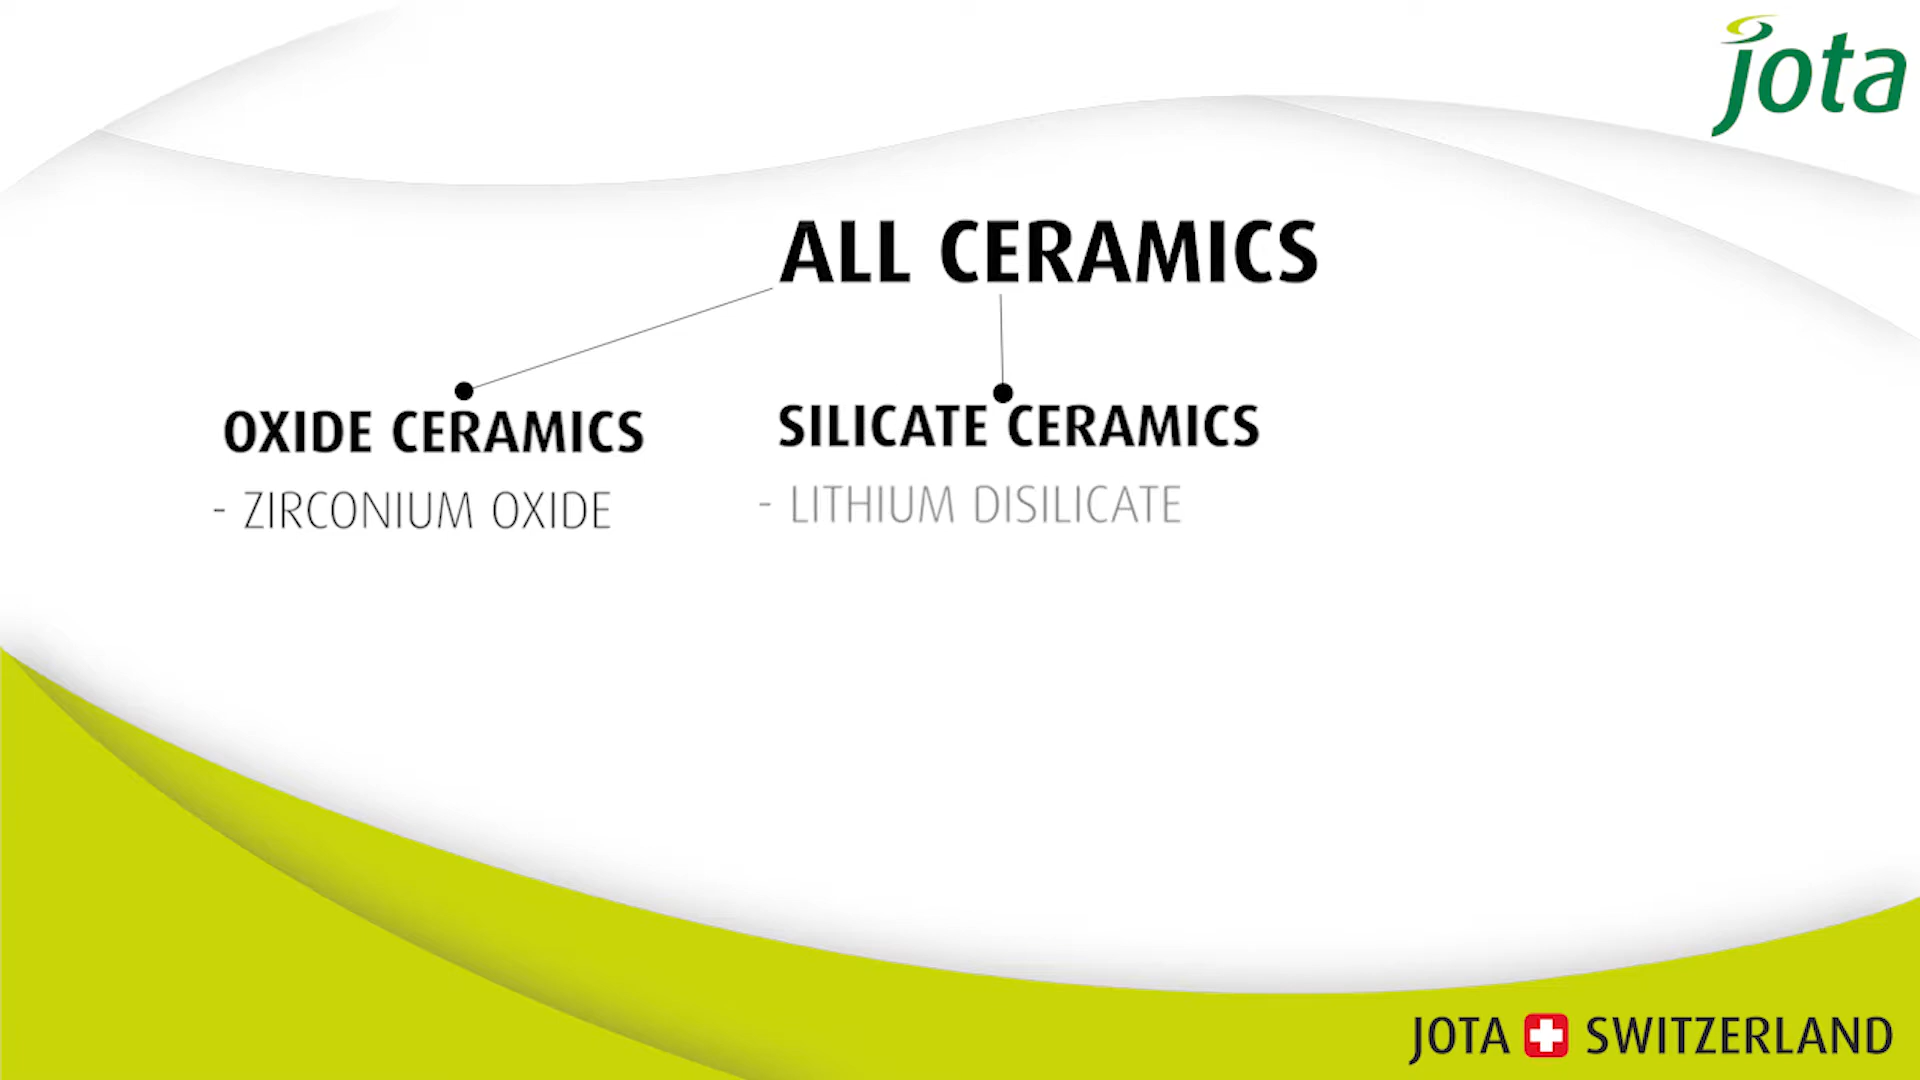 jota
ALL CERAMICS
OXIDE CERAMICS
- ZIRCONIUM OXIDE
SILICATE CERAMICS
- LITHIUM DISILICATE
JOTA SWITZERLAND